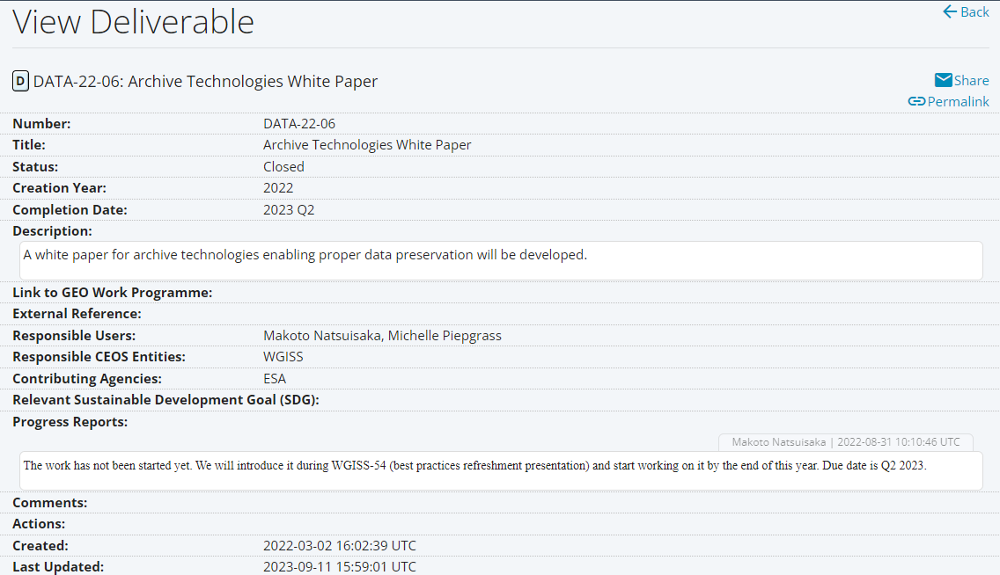 View Deliverable
Back
D DATA-22-06: Archive Technologies White Paper
Share
Permalink
Number: DATA-22-06
Title: Archive Technologies White Paper
Status: Closed
Creation Year: 2022
Completion Date: 2023 Q2
Description:
A white paper for archive technologies enabling proper data preservation will be developed.
Link to GEO Work Programme:
External Reference:
Responsible Users: Makoto Natsuisaka, Michelle Piepgrass
Responsible CEOS Entities: WGISS
Contributing Agencies: ESA
Relevant Sustainable Development Goal (SDG):
Progress Reports:
Makoto Natsuisaka | 2022-08-31 10:10:46 UTC
The work has not been started yet. We will introduce it during WGISS-54 (best practices refreshment presentation) and start working on it by the end of this year. Due date is Q2 2023.
Comments:
Actions:
Created: 2022-03-02 16:02:39 UTC
Last Updated: 2023-09-11 15:59:01 UTC